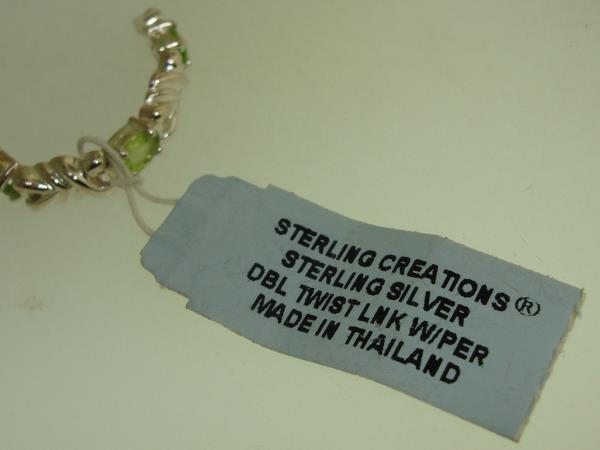 STERLING CREATIONS ®
STERLING SILVER
DBL TWIST LNK W/PER
MADE IN THAILAND